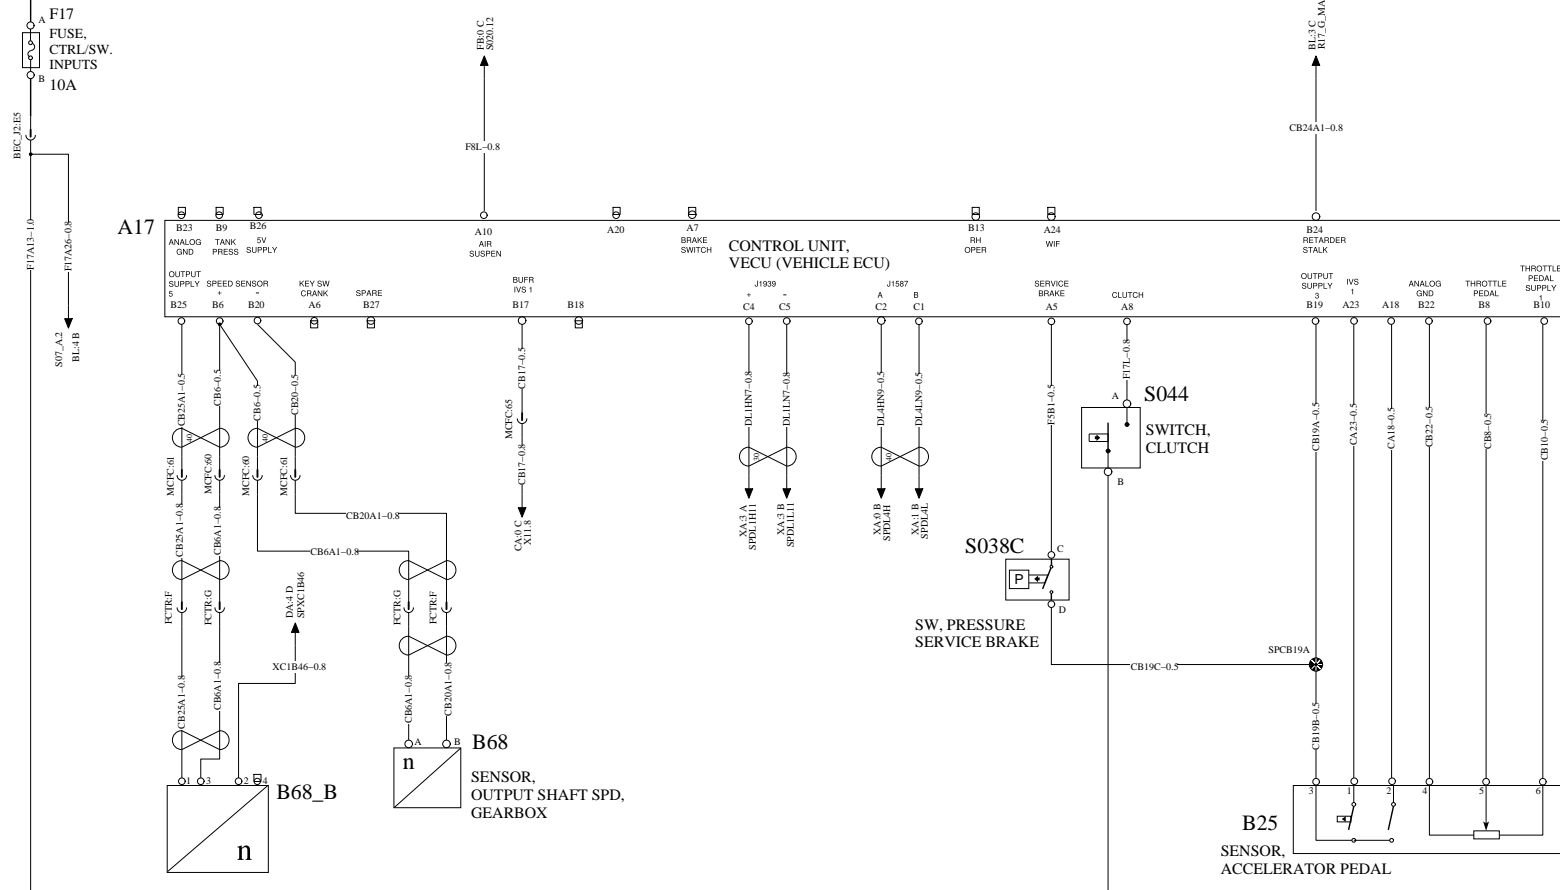 A F17
FUSE,
CTRL/SW.
INPUTS
B 10A
BEC_J2:E5
F17A13-1.0
F17A26-0.8
S07_A.2
BL:4 B
FB:0 C
S020.12
F8L-0.8
BL:3 C
R17_G_MA
CB24A1-0.8
A17
B23
ANALOG
GND
B9
TANK
PRESS
B26
5V
SUPPLY
A10
AIR
SUSPEN
A20
A7
BRAKE
SWITCH
CONTROL UNIT,
VECU (VEHICLE ECU)
B13
RH
OPER
A24
WIF
B24
RETARDER
STALK
OUTPUT
SUPPLY
5
B25
SPEED SENSOR
+ -
B6
B20
KEY SW
CRANK
A6
SPARE
B27
BUFR
IVS 1
B17
B18
J1939
+ -
C4 C5
J1587
A B
C2 C1
SERVICE
BRAKE
A5
CLUTCH
A8
OUTPUT
SUPPLY
3
B19
IVS
1
A23
A18
ANALOG
GND
B22
THROTTLE
PEDAL
B8
THROTTLE
PEDAL
SUPPLY
1
B10
CB25A1-0.5
CB6-0.5
CB6-0.5
CB20-0.5
40
40
MCFC:61
MCFC:60
MCFC:60
MCFC:61
CB25A1-0.8
CB6A1-0.8
CB20A1-0.8
CB6A1-0.8
FCTR:F
FCTR:G
FCTR:G
FCTR:F
DA:4 D
SPXC1B46
XC1B46-0.8
CB25A1-0.8
CB6A1-0.8
CB6A1-0.8
CB20A1-0.8
1 3 2 4
B68_B
n
A B
B68
n
SENSOR,
OUTPUT SHAFT SPD,
GEARBOX
CB17-0.5
MCFC:65
CB17-0.8
CA:0 C
X11.8
DL1HN7-0.8
DL1LN7-0.8
30
XA:3 A
SPDL1H11
XA:3 B
SPDL1L11
DL4HN9-0.5
DL4LN9-0.5
40
XA:0 B
SPDL4H
XA:1 B
SPDL4L
F5B1-0.5
F17L-0.8
A S044
SWITCH,
CLUTCH
B
S038C
C
P
D
SW, PRESSURE
SERVICE BRAKE
CB19C-0.5
SPCB19A
CB19A-0.5
CA23-0.5
CA18-0.5
CB22-0.5
CB8-0.5
CB10-0.5
CB19B-0.5
3 1 2 4 5 6
B25
SENSOR,
ACCELERATOR PEDAL